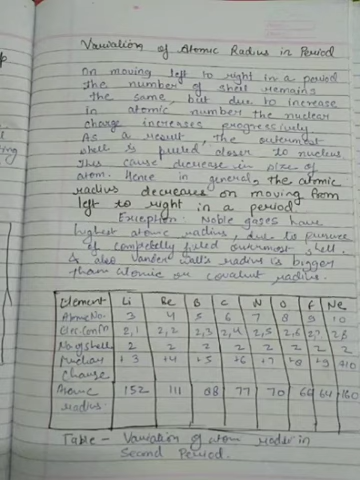 Variation of Atomic Radius in Period
On moving left to right in a period
the number of shell remains
the same, but due to increase
in atomic number the nuclear
charge increases progressively
As a result, the outermost
shell is pulled closer to nucleus
this cause decrease in size of
atom. Hence in general, the atomic
radius decreases on moving from
left to right in a period.
Exception: Noble gases have
highest atomic radius, due to
of completely filled outermost shell.
& also vander wall's radius is bigger
than atomic or covalent radius.
Element Li Be B C N O F Ne
Atomic No. 3 4 5 6 7 8 9 10
Elec. Confn 2,1 2,2 2,3 2,4 2,5 2,6 2,7 2,8
No of shell 2 2 2 2 2 2 2 2
Nuclear +3 +4 +5 +6 +7 +8 +9 +10
Charge
Atomic 152 111 88 77 70 66 64 160
radius
Table - Variation of atom radii in
Second Period.